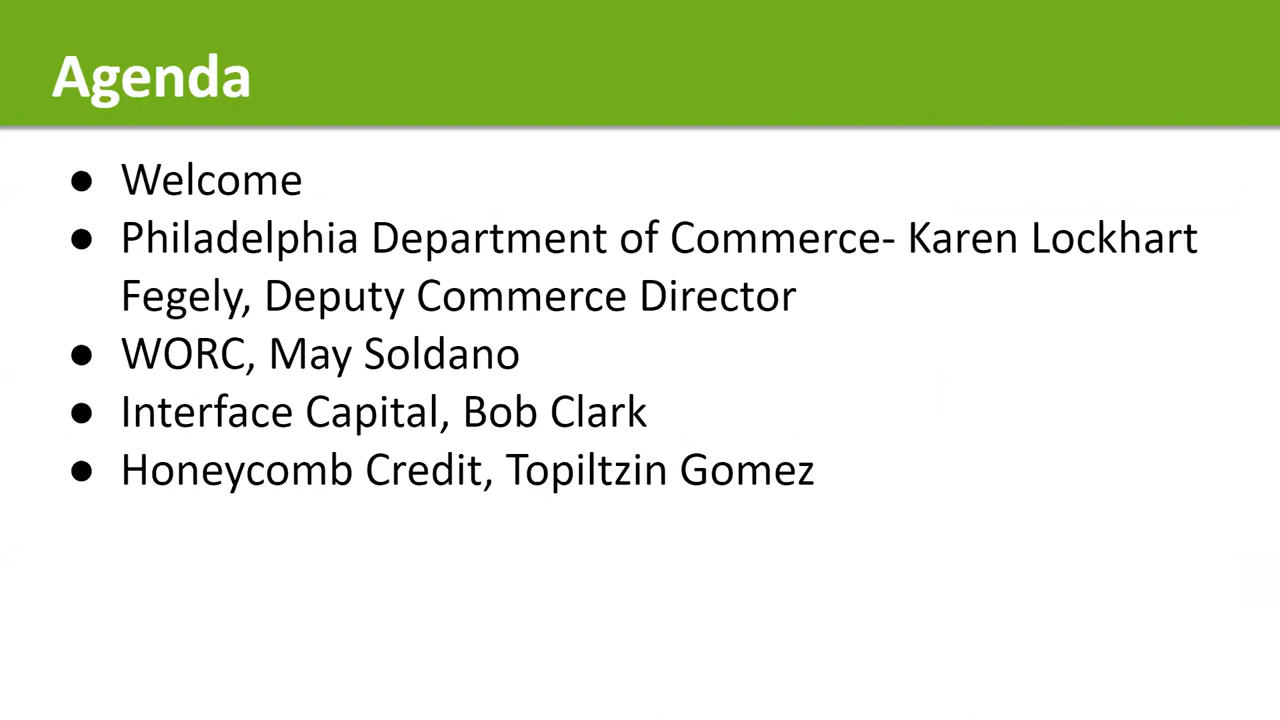 Agenda
● Welcome
● Philadelphia Department of Commerce- Karen Lockhart
Fegely, Deputy Commerce Director
● WORC, May Soldano
● Interface Capital, Bob Clark
● Honeycomb Credit, Topiltzin Gomez